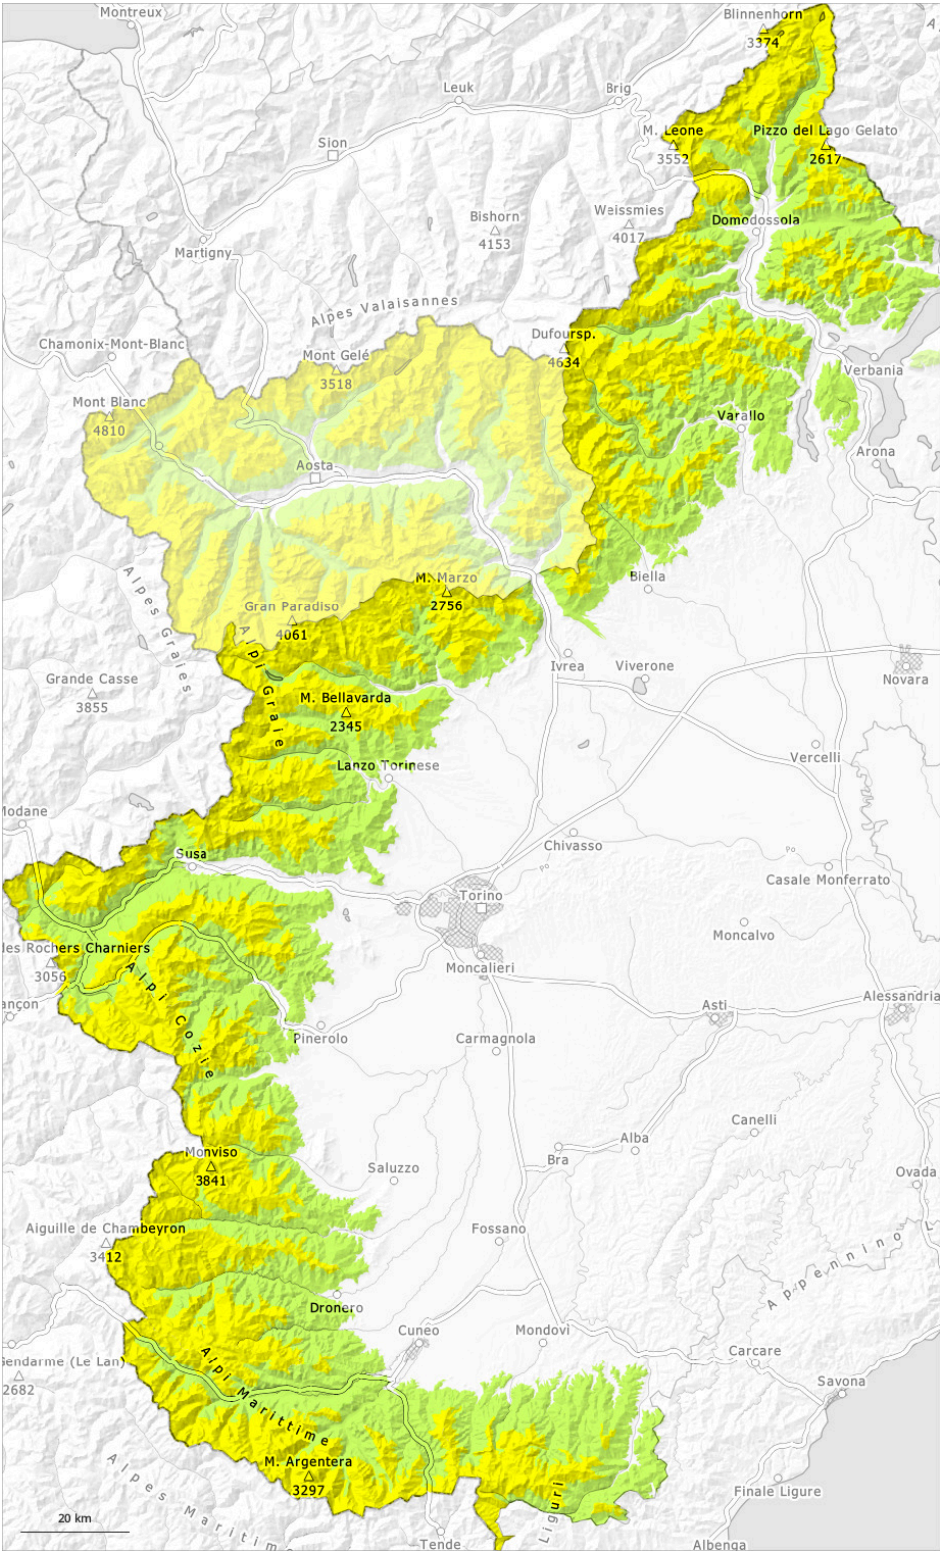 Montreux
Blinnenhorn
3374
Leuk
Brig
Sion
M. Leone
3552
Pizzo del Lago Gelato
2617
Bishorn
4153
Weissmies
4017
Domodossola
Martigny
Alpes Valaisannes
Chamonix-Mont-Blanc
Mont Gelé
3518
Dufoursp.
4634
Verbania
Mont Blanc
4810
Varallo
Aosta
Arona
Alpes Graies
M. Marzo
2756
Biella
Gran Paradiso
4061
Alpi Graie
Ivrea
Viverone
Novara
Grande Casse
3855
M. Bellavarda
2345
Lanzo Torinese
Vercelli
Modane
Chivasso
Po
Po
Susa
Casale Monferrato
Torino
Moncalvo
des Rochers Charniers
3056
Moncalieri
Alpi Cozie
ançon
Asti
Alessandria
Pinerolo
Carmagnola
Canelli
Alba
Bra
Monviso
3841
Saluzzo
Ovada
Aiguille de Chambeyron
3412
Fossano
Appennino L
Dronero
Cuneo
Mondovì
Carcare
Gendarme (Le Lan
2682
Alpi Marittime
Savona
M. Argentera
3297
Alpes Maritime
Liguri
Finale Ligure
20 km
Tende
Albenga